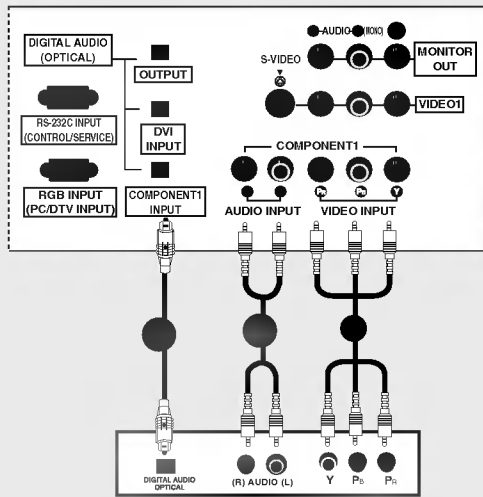 AUDIO (MONO)
DIGITAL AUDIO
(OPTICAL)
S-VIDEO
MONITOR
OUT
OUTPUT
RS-232C INPUT
(CONTROL/SERVICE)
DVI
INPUT
VIDEO1
COMPONENT1
RGB INPUT
(PC/DTV INPUT)
COMPONENT1
INPUT
PR
PB
Y
AUDIO INPUT
VIDEO INPUT
DIGITAL AUDIO
OPTICAL
(R) AUDIO (L)
Y
PB
PR